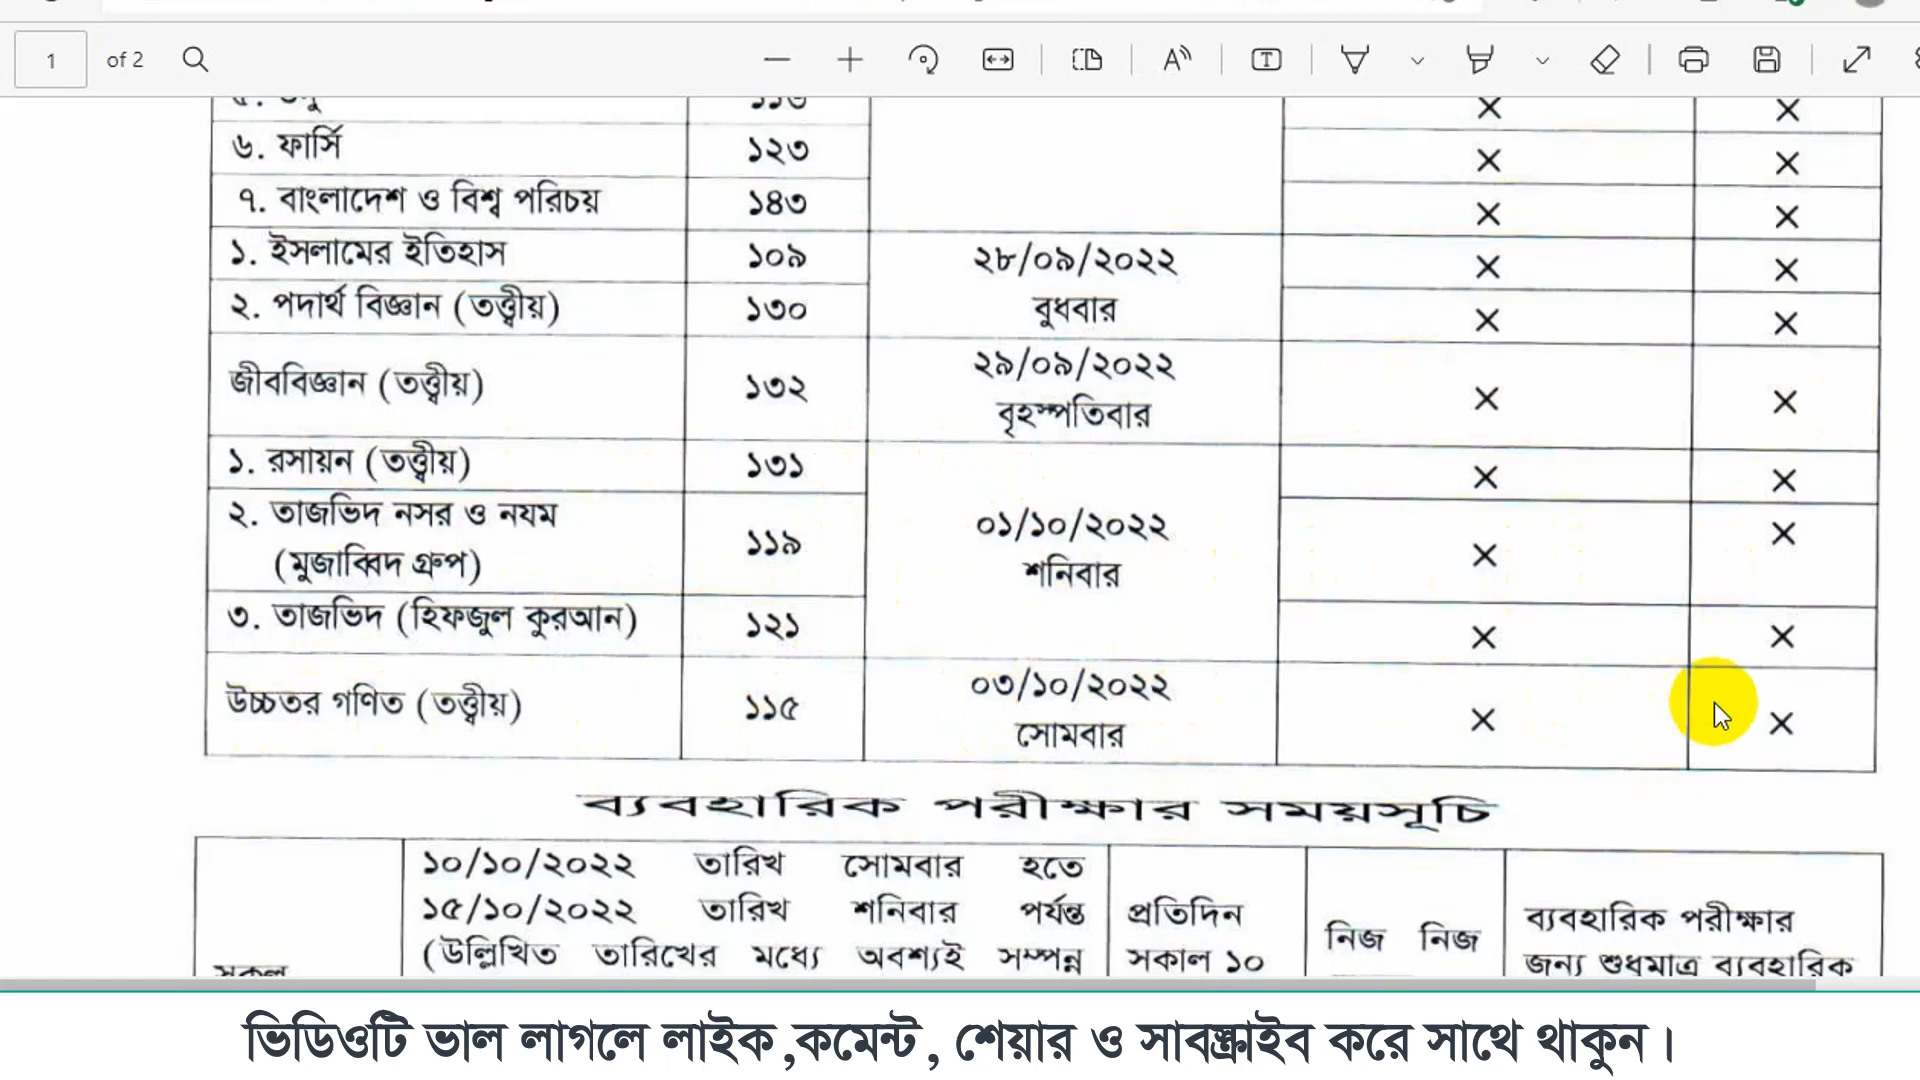 1 of 2
৬. ফার্সি ১২৩ × ×
৭. বাংলাদেশ ও বিশ্ব পরিচয় ১৪৩ × ×
১. ইসলামের ইতিহাস ১০৯ ২৮/০৯/২০২২ × ×
২. পদার্থ বিজ্ঞান (তত্ত্বীয়) ১৩০ বুধবার × ×
২৯/০৯/২০২২
জীববিজ্ঞান (তত্ত্বীয়) ১৩২ × ×
বৃহস্পতিবার
১. রসায়ন (তত্ত্বীয়) ১৩১ × ×
২. তাজভিদ নসর ও নযম
(মুজাব্বিদ গ্রুপ) ১১৯ × ×
০১/১০/২০২২
শনিবার
৩. তাজভিদ (হিফজুল কুরআন) ১২১ × ×
০৩/১০/২০২২
উচ্চতর গণিত (তত্ত্বীয়) ১১৫ × ×
সোমবার
ব্যবহারিক পরীক্ষার সময়সূচি
১০/১০/২০২২ তারিখ সোমবার হতে
১৫/১০/২০২২ তারিখ শনিবার পর্যন্ত
(উল্লিখিত তারিখের মধ্যে অবশ্যই সম্পন্ন
প্রতিদিন
সকাল ১০
নিজ নিজ
ব্যবহারিক পরীক্ষার
জন্য শুধুমাত্র ব্যবহারিক
সকল
ভিডিওটি ভাল লাগলে লাইক,কমেন্ট, শেয়ার ও সাবস্ক্রাইব করে সাথে থাকুন।